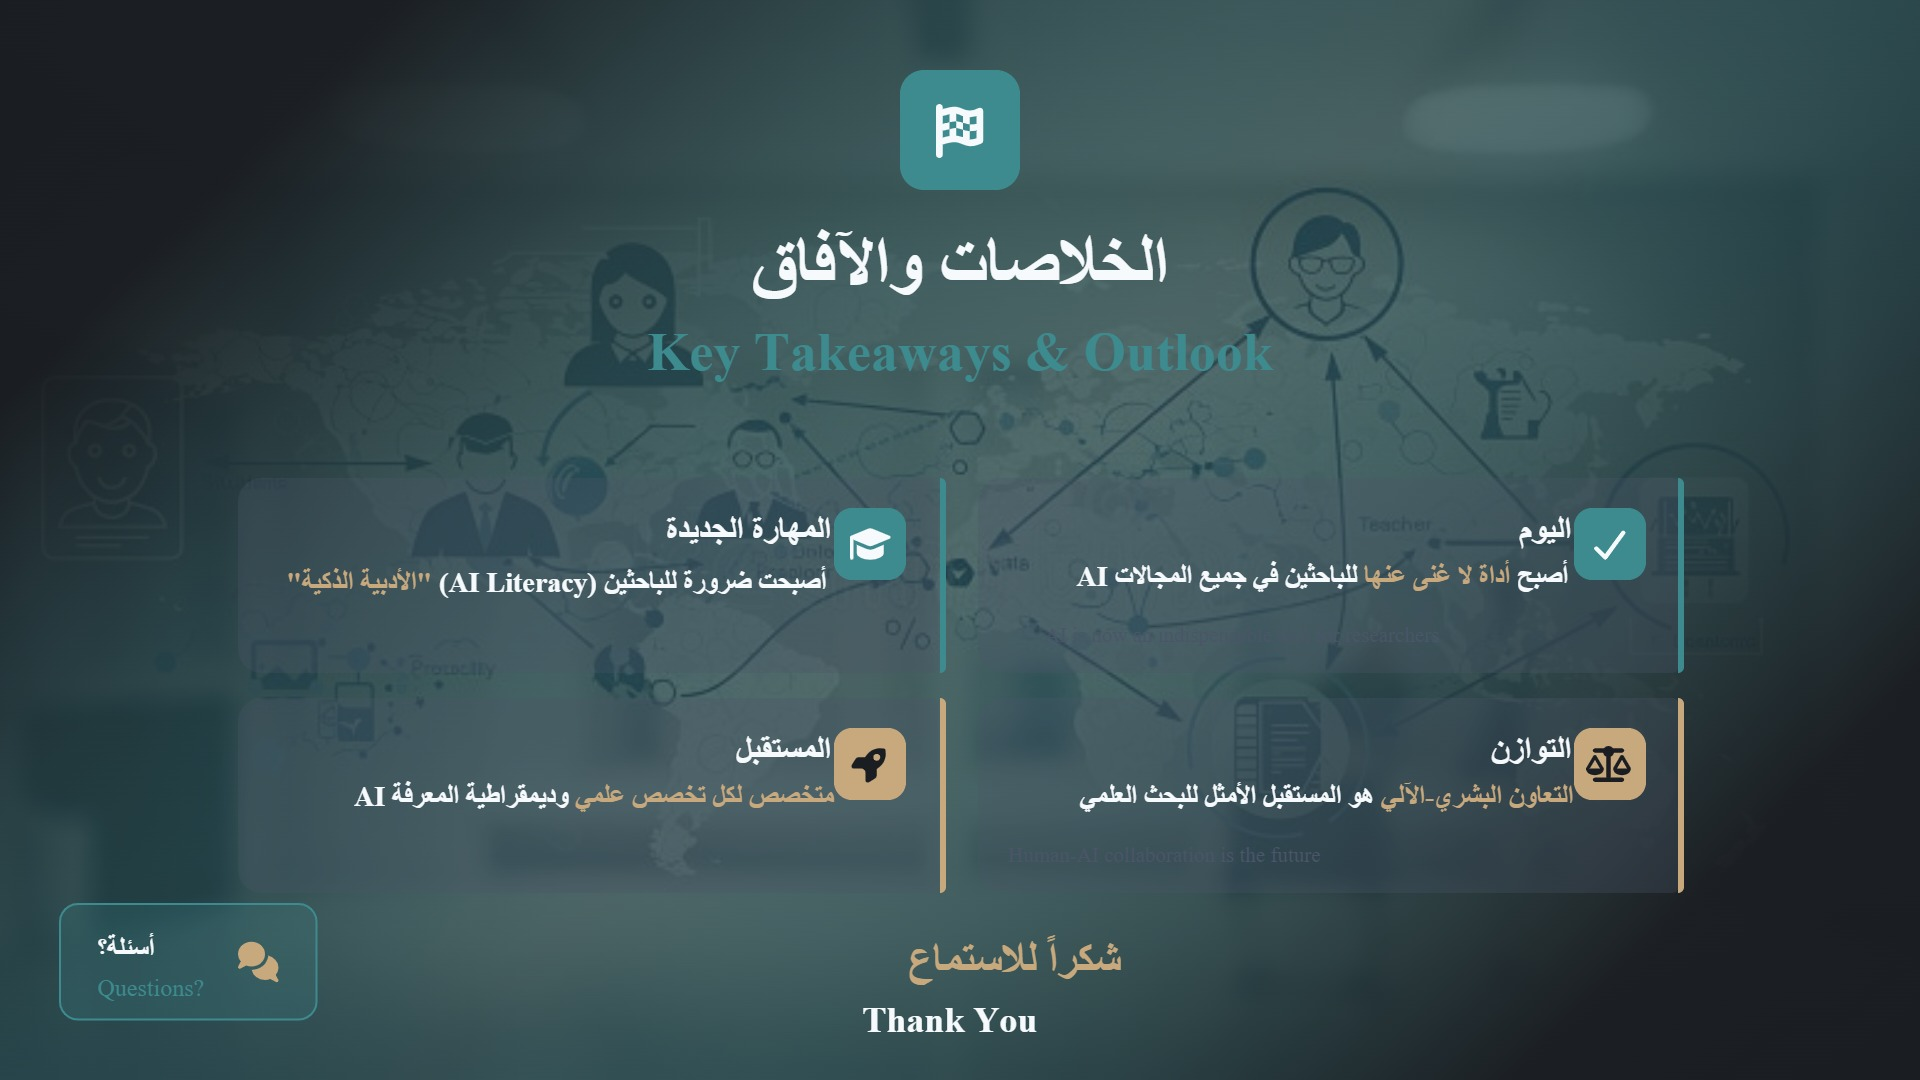 الخلاصات والآفاق
Key Takeaways & Outlook
اليوم
أصبح أداة لا غنى عنها للباحثين في جميع المجالات AI
researchers
المهارة الجديدة
أصبحت ضرورة للباحثين (AI Literacy) "الأدبية الذكية"
التوازن
التعاون البشري-الآلي هو المستقبل الأمثل للبحث العلمي
Human-AI collaboration is the future
المستقبل
متخصص لكل تخصص علمي وديمقراطية المعرفة AI
Teacher
شكراً للاستماع
Thank You
أسئلة؟
Questions?